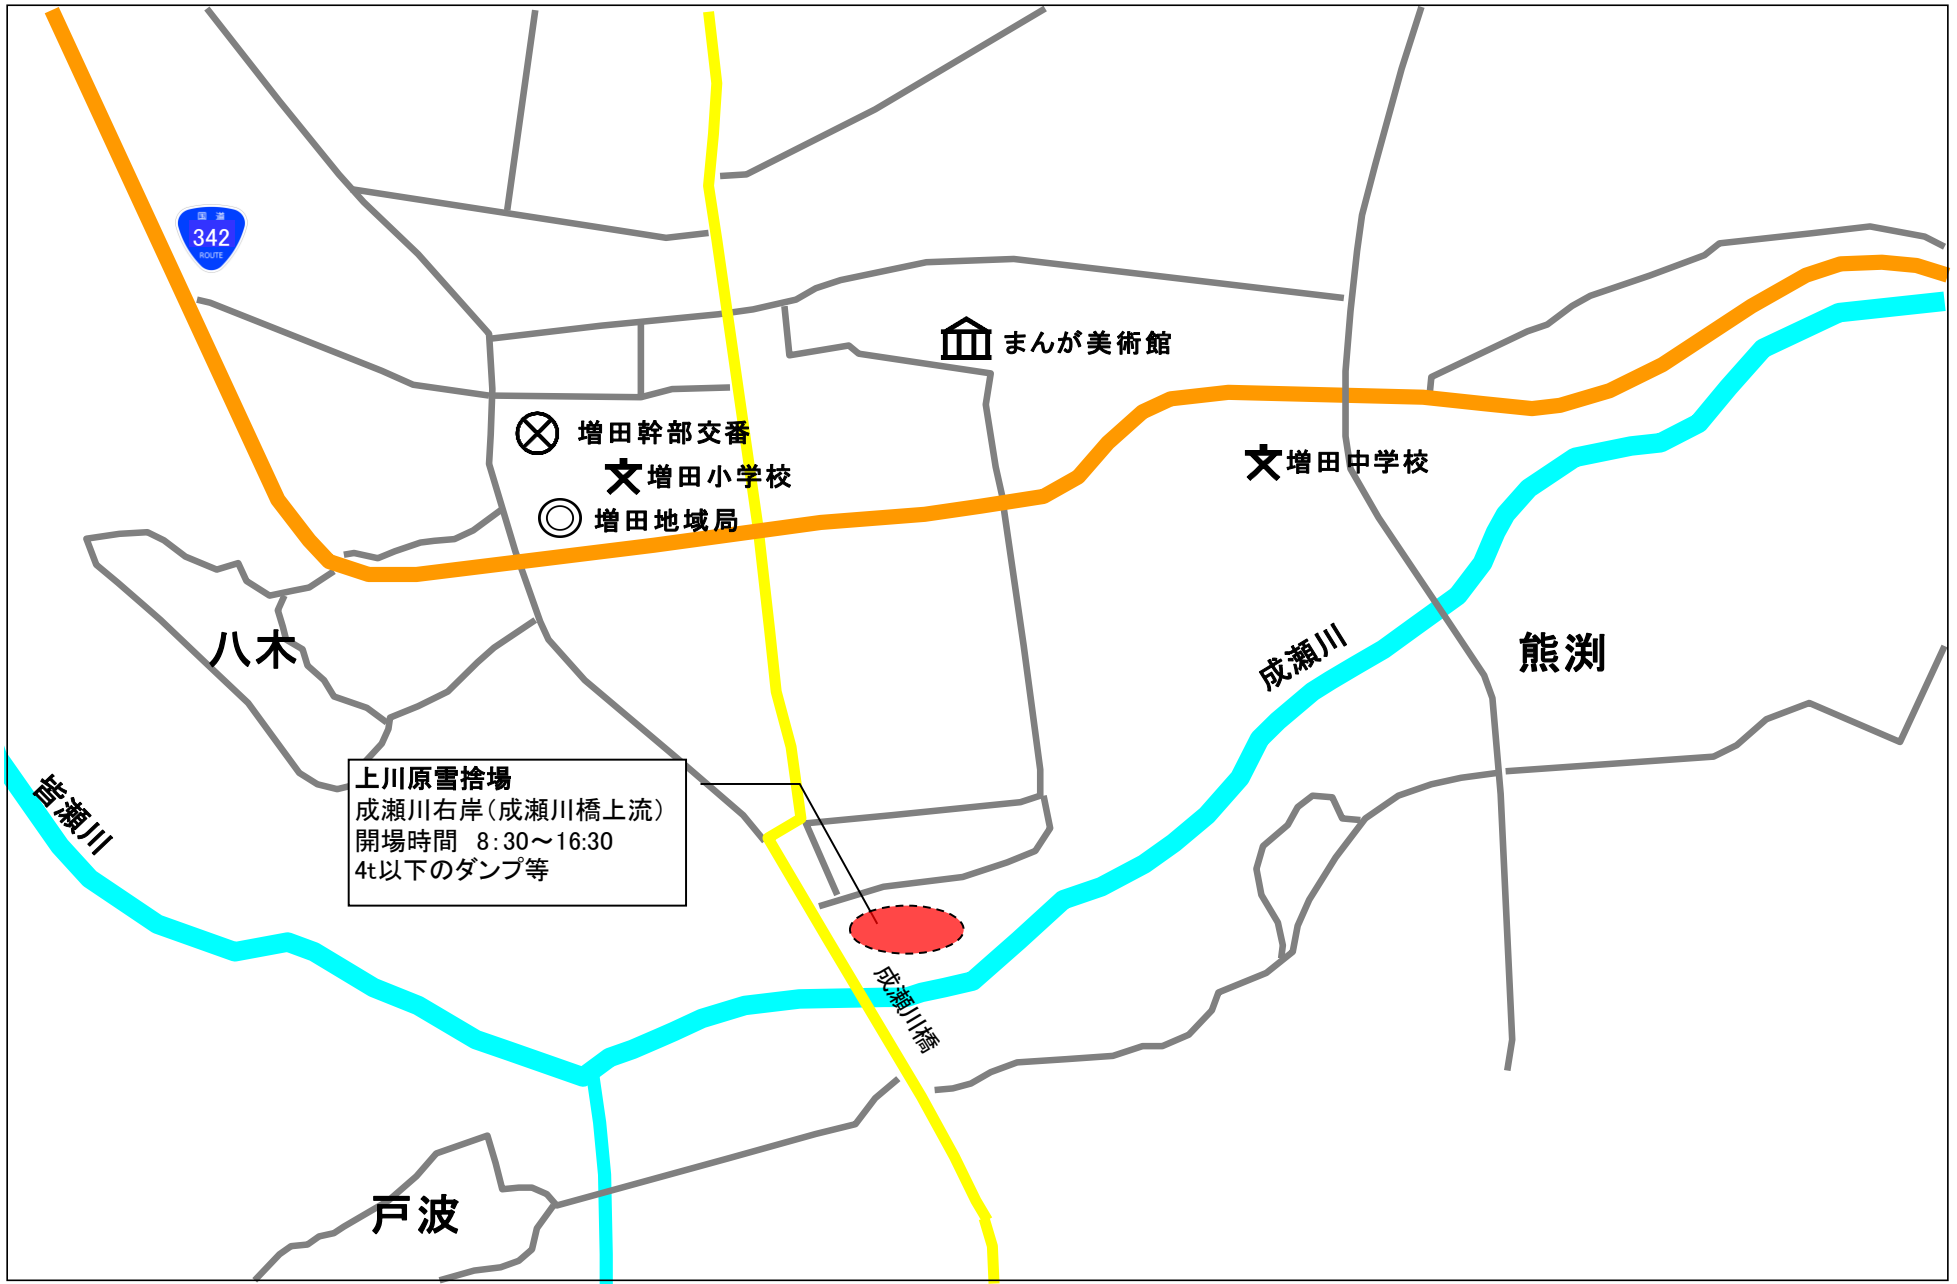 国道
342
ROUTE
まんが美術館
増田幹部交番
増田小学校
増田中学校
増田地域局
八木
成瀬川
熊渕
皆瀬川
上川原雪捨場
成瀬川右岸（成瀬川橋上流）
開場時間　8：30～16:30
4t以下のダンプ等
成瀬川橋
戸波